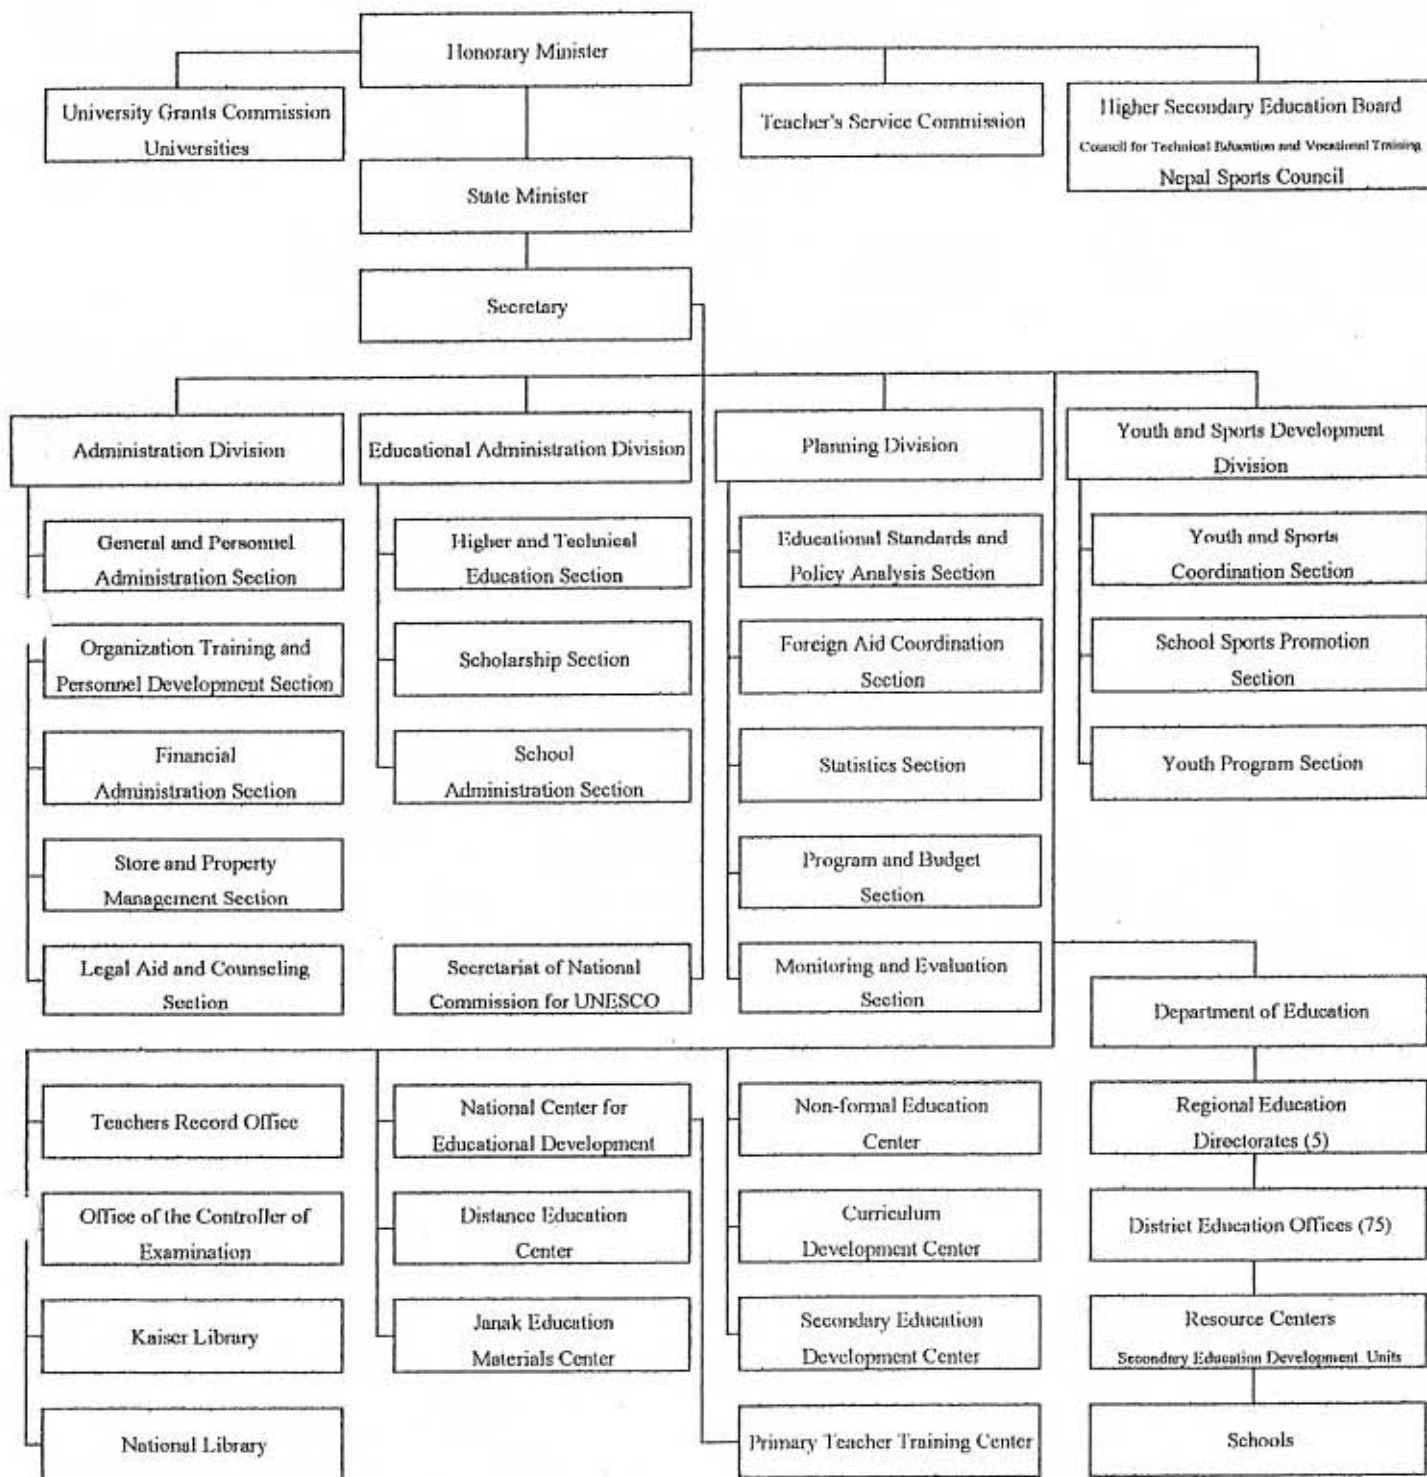 Honorary Minister
University Grants Commission
Universities
Teacher's Service Commission
Higher Secondary Education Board
Council for Technical Education and Vocational Training
Nepal Sports Council
State Minister
Secretary
Administration Division
Educational Administration Division
Planning Division
Youth and Sports Development
Division
General and Personnel
Administration Section
Higher and Technical
Education Section
Educational Standards and
Policy Analysis Section
Youth and Sports
Coordination Section
Organization Training and
Personnel Development Section
Scholarship Section
Foreign Aid Coordination
Section
School Sports Promotion
Section
Financial
Administration Section
School
Administration Section
Statistics Section
Youth Program Section
Store and Property
Management Section
Program and Budget
Section
Legal Aid and Counseling
Section
Secretariat of National
Commission for UNESCO
Monitoring and Evaluation
Section
Department of Education
Teachers Record Office
National Center for
Educational Development
Non-formal Education
Center
Regional Education
Directorates (5)
Office of the Controller of
Examination
Distance Education
Center
Curriculum
Development Center
District Education Offices (75)
Kaiser Library
Janak Education
Materials Center
Secondary Education
Development Center
Resource Centers
Secondary Education Development Units
National Library
Primary Teacher Training Center
Schools